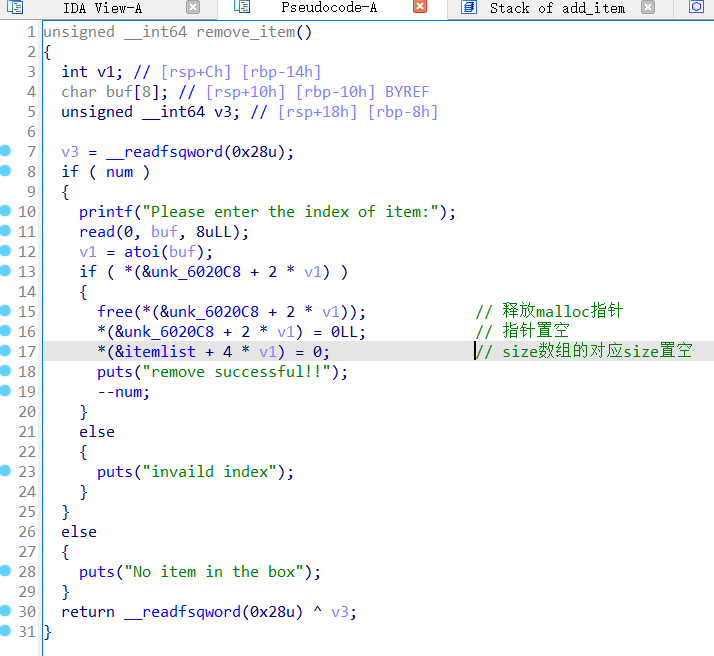 IDA View-A Pseudocode-A Stack of add_item
1 unsigned __int64 remove_item()
2 {
3 int v1; // [rsp+Ch] [rbp-14h]
4 char buf[8]; // [rsp+10h] [rbp-10h] BYREF
5 unsigned __int64 v3; // [rsp+18h] [rbp-8h]
6
7 v3 = __readfsqword(0x28u);
8 if ( num )
9 {
10 printf("Please enter the index of item:");
11 read(0, buf, 8uLL);
12 v1 = atoi(buf);
13 if ( *(&unk_6020C8 + 2 * v1) )
14 {
15 free(*(&unk_6020C8 + 2 * v1)); // 释放malloc指针
16 *(&unk_6020C8 + 2 * v1) = 0LL; // 指针置空
17 *(&itemlist + 4 * v1) = 0; // size数组的对应size置空
18 puts("remove successful!!");
19 --num;
20 }
21 else
22 {
23 puts("invaild index");
24 }
25 }
26 else
27 {
28 puts("No item in the box");
29 }
30 return __readfsqword(0x28u) ^ v3;
31 }